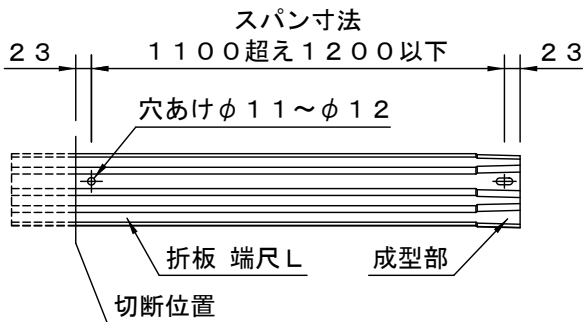 スパン寸法
２３　１１００超え１２００以下　２３
穴あけφ１１～φ１２
折板 端尺Ｌ　成型部
切断位置